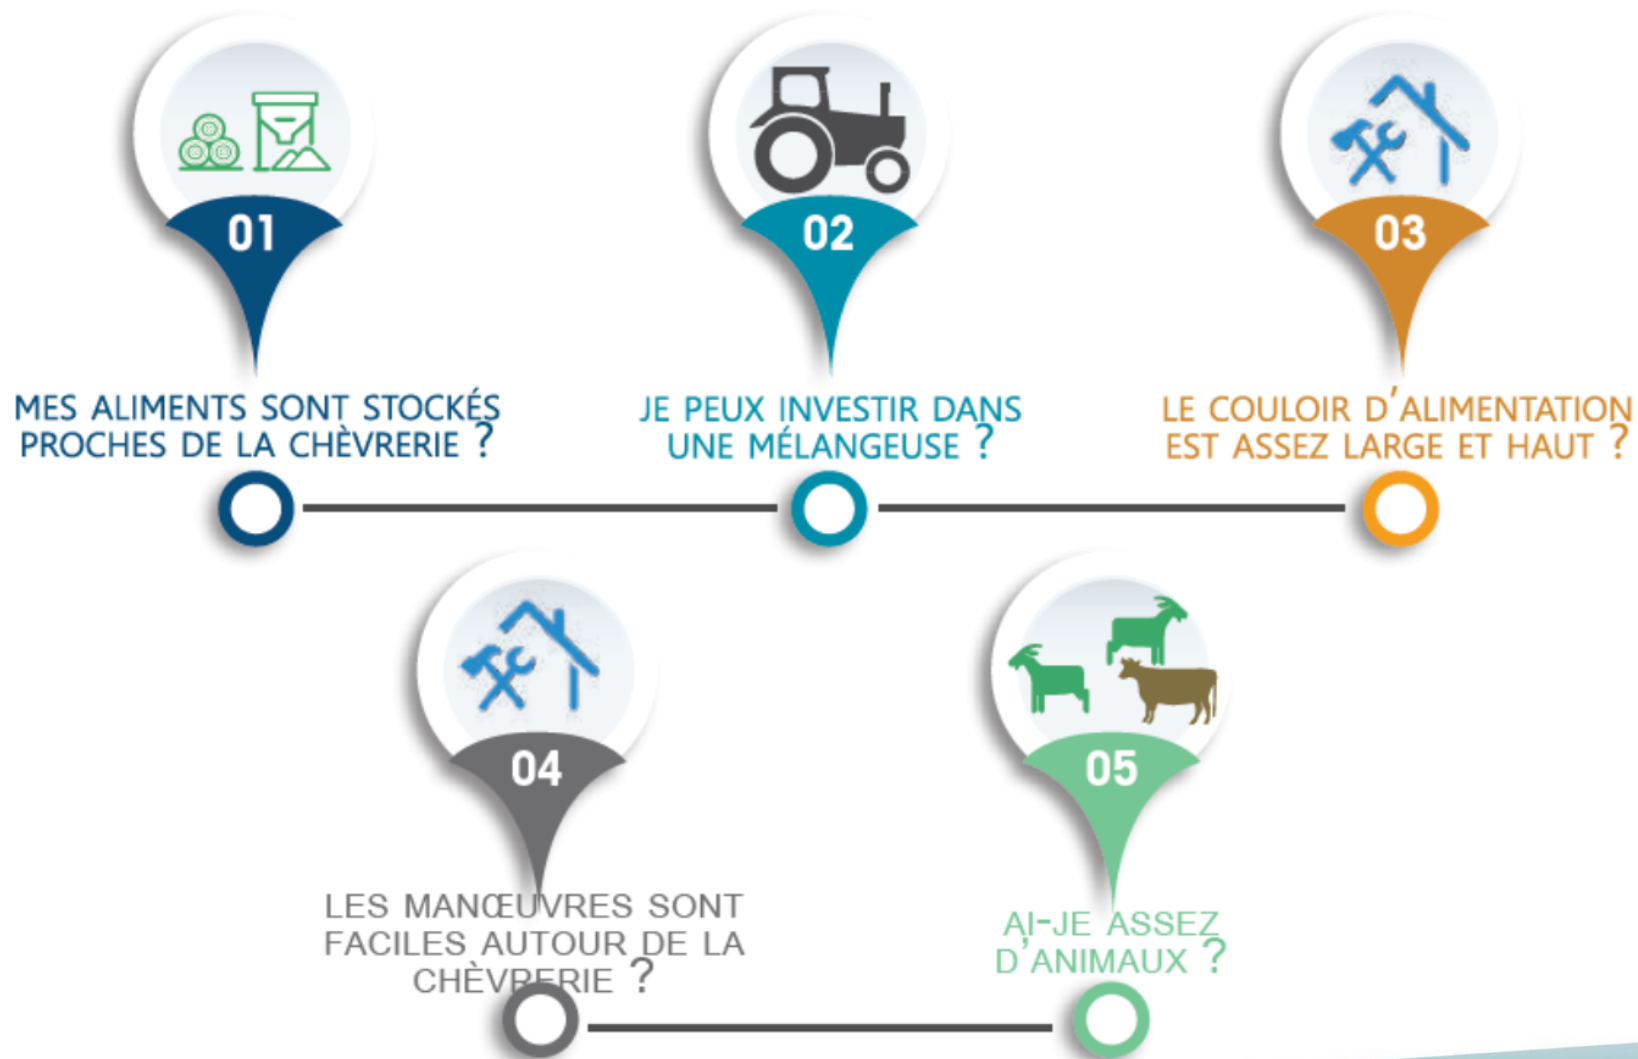 01
MES ALIMENTS SONT STOCKÉS
PROCHES DE LA CHÈVRERIE ?
02
JE PEUX INVESTIR DANS
UNE MÉLANGEUSE ?
03
LE COULOIR D'ALIMENTATION
EST ASSEZ LARGE ET HAUT ?
04
LES MANŒUVRES SONT
FACILES AUTOUR DE LA
CHÈVRERIE ?
05
AI-JE ASSEZ
D'ANIMAUX ?